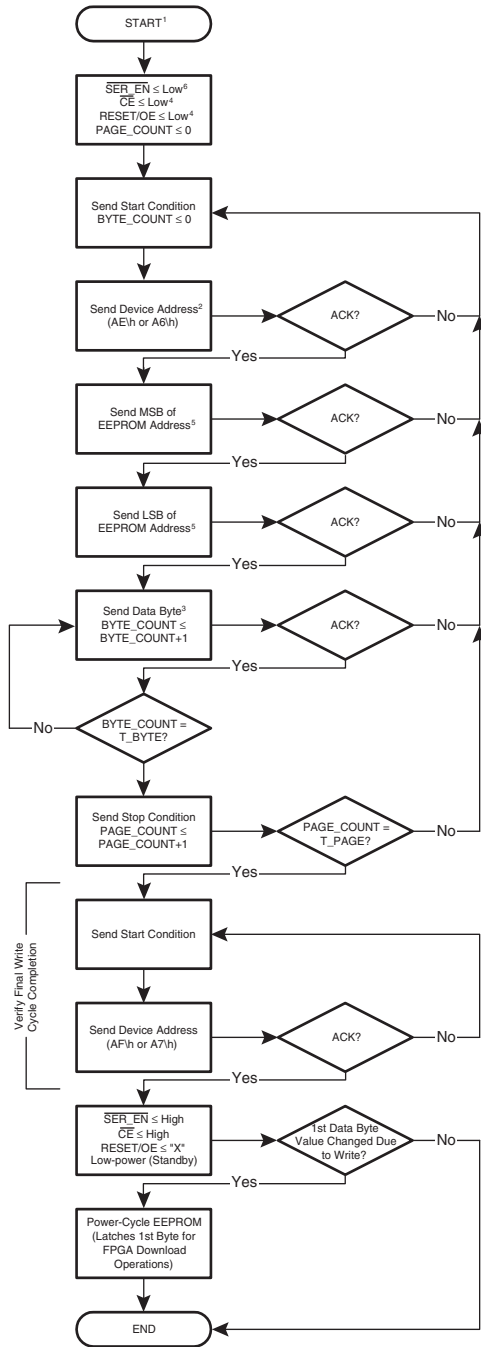 START¹
SER_EN ≤ Low⁶
CE ≤ Low⁴
RESET/OE ≤ Low⁴
PAGE_COUNT ≤ 0
Send Start Condition
BYTE_COUNT ≤ 0
Send Device Address²
(AE\h or A6\h)
ACK?
No
Yes
Send MSB of
EEPROM Address⁵
ACK?
No
Yes
Send LSB of
EEPROM Address⁵
ACK?
No
Yes
Send Data Byte³
BYTE_COUNT ≤
BYTE_COUNT+1
ACK?
No
Yes
BYTE_COUNT =
T_BYTE?
No
Send Stop Condition
PAGE_COUNT ≤
PAGE_COUNT+1
PAGE_COUNT =
T_PAGE?
No
Yes
Verify Final Write
Cycle Completion
Send Start Condition
Send Device Address
(AF\h or A7\h)
ACK?
No
Yes
SER_EN ≤ High
CE ≤ High
RESET/OE ≤ "X"
Low-power (Standby)
1st Data Byte
Value Changed Due
to Write?
No
Yes
Power-Cycle EEPROM
(Latches 1st Byte for
FPGA Download
Operations)
END